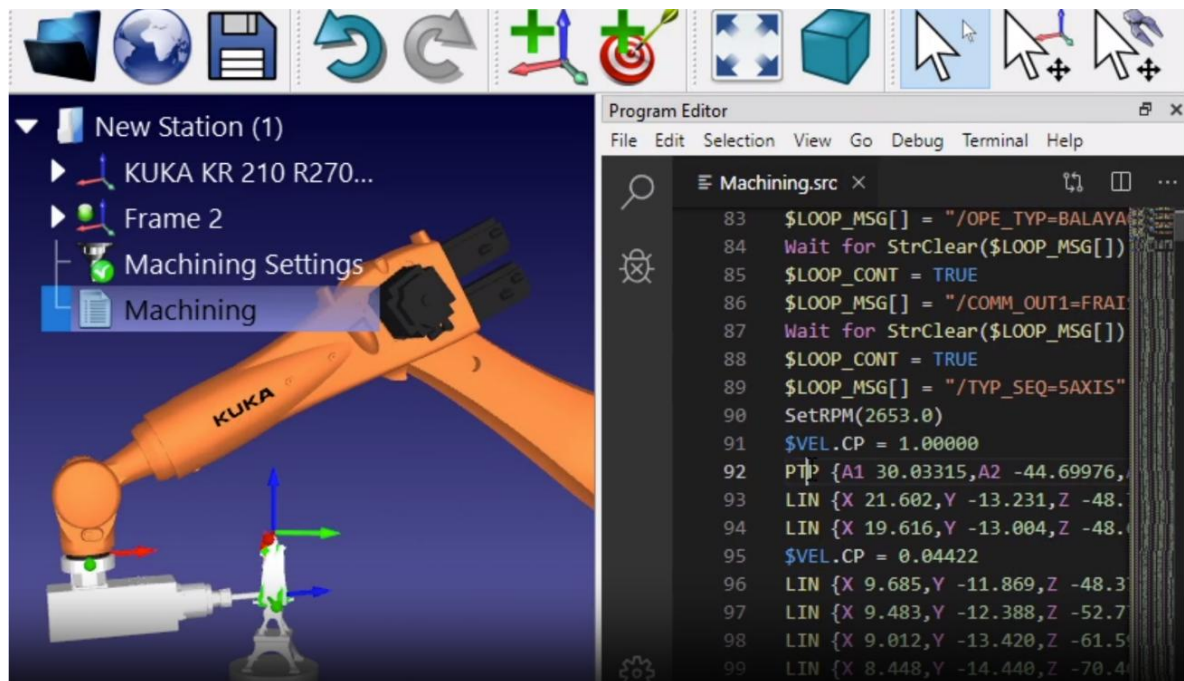 New Station (1)
KUKA KR 210 R270...
Frame 2
Machining Settings
Machining
KUKA
Program Editor
File Edit Selection View Go Debug Terminal Help
Machining.src
83 $LOOP_MSG[] = "/OPE_TYP=BALAYA
84 Wait for StrClear($LOOP_MSG[])
85 $LOOP_CONT = TRUE
86 $LOOP_MSG[] = "/COMM_OUT1=FRAI
87 Wait for StrClear($LOOP_MSG[])
88 $LOOP_CONT = TRUE
89 $LOOP_MSG[] = "/TYP_SEQ=5AXIS"
90 SetRPM(2653.0)
91 $VEL.CP = 1.00000
92 PTP {A1 30.03315,A2 -44.69976,
93 LIN {X 21.602,Y -13.231,Z -48.
94 LIN {X 19.616,Y -13.004,Z -48.
95 $VEL.CP = 0.04422
96 LIN {X 9.685,Y -11.869,Z -48.3
97 LIN {X 9.483,Y -12.388,Z -52.7
98 LIN {X 9.012,Y -13.420,Z -61.5
99 LIN {X 8.448,Y -14.440,Z -70.4